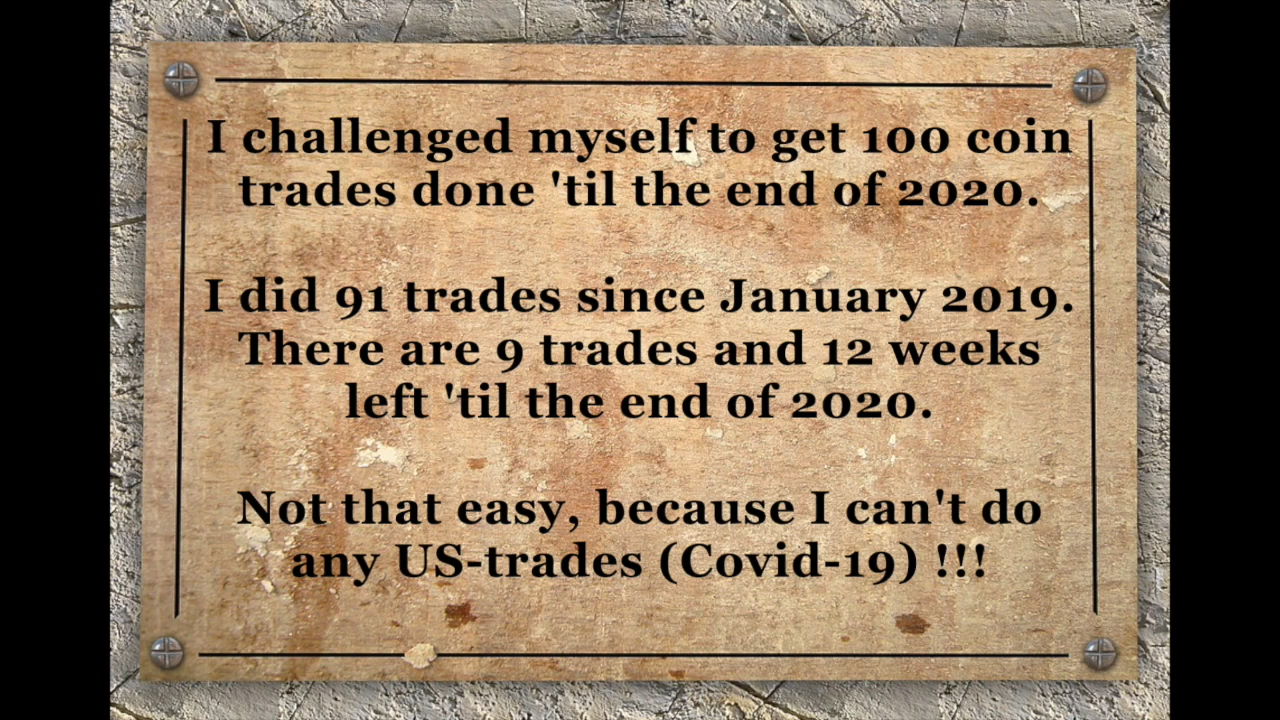 I challenged myself to get 100 coin
trades done 'til the end of 2020.
I did 91 trades since January 2019.
There are 9 trades and 12 weeks
left 'til the end of 2020.
Not that easy, because I can't do
any US-trades (Covid-19) !!!